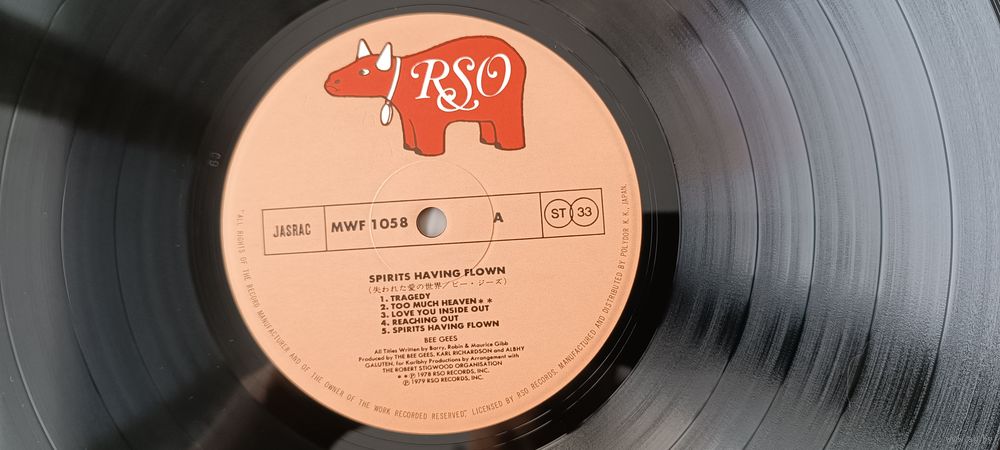 RSO
JASRAC
MWF 1058
A
ST 33
SPIRITS HAVING FLOWN
(失われた愛の世界/ビー・ジーズ)
1. TRAGEDY
2. TOO MUCH HEAVEN**
3. LOVE YOU INSIDE OUT
4. REACHING OUT
5. SPIRITS HAVING FLOWN
BEE GEES
All Titles Written by Barry, Robin & Maurice Gibb
Produced by THE BEE GEES, KARL RICHARDSON and ALBHY
GALUTEN, for Karlbhy Productions by Arrangement with
THE ROBERT STIGWOOD ORGANISATION
**℗ 1978 RSO RECORDS, INC.
℗ 1979 RSO RECORDS, INC.
"ALL RIGHTS OF THE RECORD MANUFACTURER AND OF THE OWNER OF THE WORK RECORDED RESERVED", LICENSED BY RSO RECORDS, MANUFACTURED AND DISTRIBUTED BY POLYDOR K. K., JAPAN.